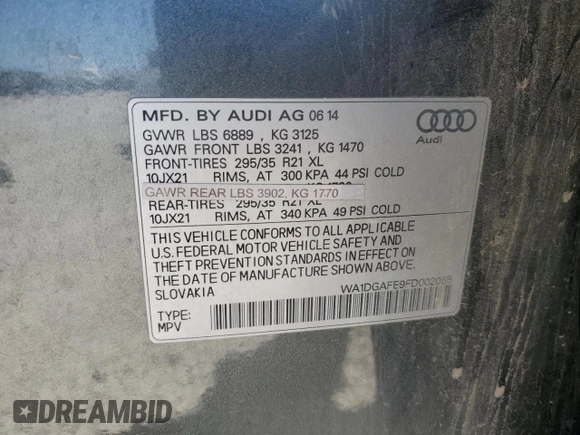 MFD. BY AUDI AG 06 14
GVWR LBS 6889 , KG 3125
GAWR FRONT LBS 3241 , KG 1470
FRONT-TIRES 295/35 R21 XL
10JX21 RIMS, AT 300 KPA 44 PSI COLD
GAWR REAR LBS 3902, KG 1770
REAR-TIRES 295/35 R21 XL
10JX21 RIMS, AT 340 KPA 49 PSI COLD
THIS VEHICLE CONFORMS TO ALL APPLICABLE
U.S. FEDERAL MOTOR VEHICLE SAFETY AND
THEFT PREVENTION STANDARDS IN EFFECT ON
THE DATE OF MANUFACTURE SHOWN ABOVE
SLOVAKIA
WA1DGAFE9FD002055
TYPE:
MPV
Audi
DREAMBID